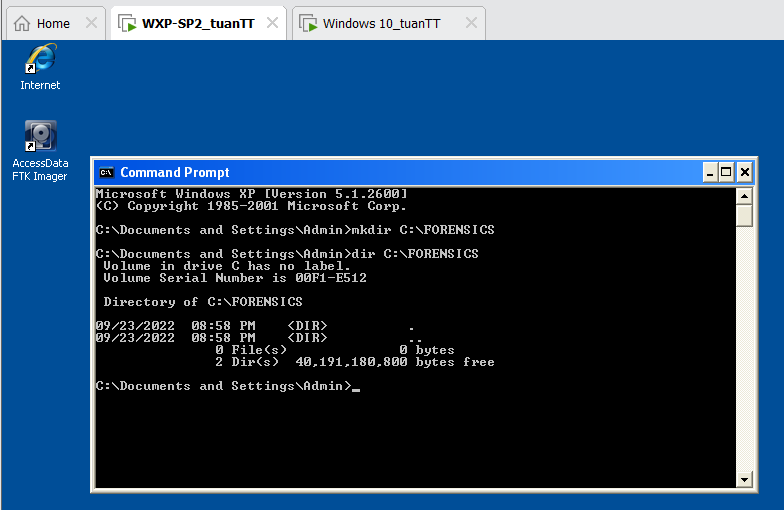 Home
WXP-SP2_tuanTT
Windows 10_tuanTT
Internet
AccessData
FTK Imager
Command Prompt
Microsoft Windows XP [Version 5.1.2600]
(C) Copyright 1985-2001 Microsoft Corp.
C:\Documents and Settings\Admin>mkdir C:\FORENSICS
C:\Documents and Settings\Admin>dir C:\FORENSICS
Volume in drive C has no label.
Volume Serial Number is 00F1-E512
Directory of C:\FORENSICS
09/23/2022  08:58 PM    <DIR>          .
09/23/2022  08:58 PM    <DIR>          ..
0 File(s)              0 bytes
2 Dir(s)  40,191,180,800 bytes free
C:\Documents and Settings\Admin>_